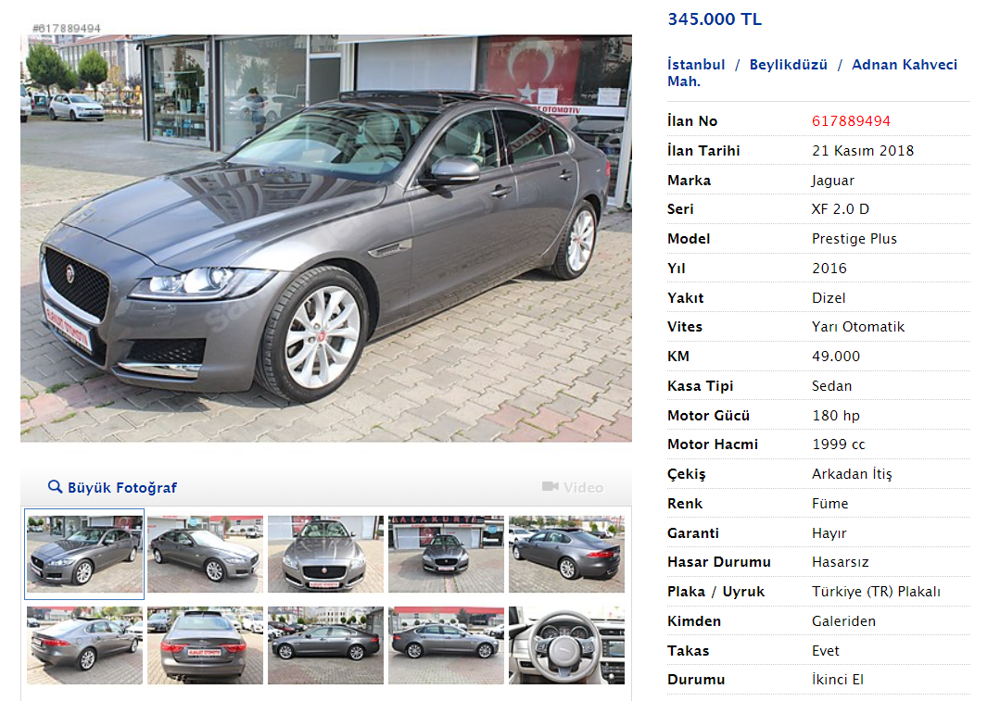 #617889494
345.000 TL
İstanbul / Beylikdüzü / Adnan Kahveci
Mah.
İlan No 617889494
İlan Tarihi 21 Kasım 2018
Marka Jaguar
Seri XF 2.0 D
Model Prestige Plus
Yıl 2016
Yakıt Dizel
Vites Yarı Otomatik
KM 49.000
Kasa Tipi Sedan
Motor Gücü 180 hp
Motor Hacmi 1999 cc
Çekiş Arkadan İtiş
Renk Füme
Garanti Hayır
Hasar Durumu Hasarsız
Plaka / Uyruk Türkiye (TR) Plakalı
Kimden Galeriden
Takas Evet
Durumu İkinci El
OTOMOTİV
OTOMOTİV
Büyük Fotoğraf
Video